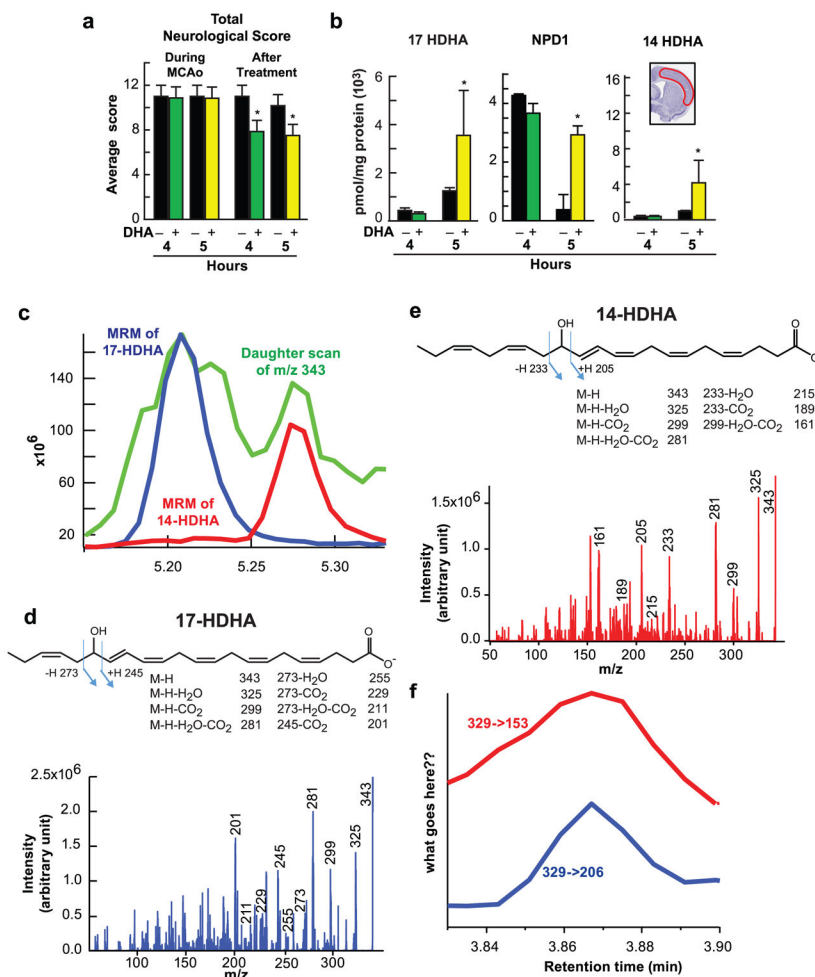 a
Total
Neurological Score
During
MCAo
After
Treatment
Average score
12
8
4
0
* *
DHA – + – + – + – +
4 5 4 5
Hours
b
17 HDHA
NPD1
14 HDHA
pmol/mg protein (10³)
6
4
2
0
*
4
2
0
*
16
12
8
4
0
*
DHA – + – + – + – + – + – +
4 5 4 5 4 5
Hours
c
MRM of
17-HDHA
Daughter scan
of m/z 343
MRM of
14-HDHA
x10⁶
140
100
60
20
5.20 5.25 5.30
d
17-HDHA
OH
O
O⁻
-H 273 +H 245
M-H 343 273-H₂O 255
M-H-H₂O 325 273-CO₂ 229
M-H-CO₂ 299 273-H₂O-CO₂ 211
M-H-H₂O-CO₂ 281 245-CO₂ 201
Intensity
(arbitrary unit)
2.5x10⁶
2.0
1.5
1.0
0.5
0.0
201
211
229
245
255
273
281
299
325
343
100 150 200 250 300 350
m/z
e
14-HDHA
OH
O
O
-H 233 +H 205
M-H 343 233-H₂O 215
M-H-H₂O 325 233-CO₂ 189
M-H-CO₂ 299 299-H₂O-CO₂ 161
M-H-H₂O-CO₂ 281
Intensity
(arbitrary unit)
1.5x10⁶
1.0
0.5
0.0
161
189
205
215
233
281
299
325
343
50 100 150 200 250 300
m/z
f
what goes here??
329->153
329->206
3.84 3.86 3.88 3.90
Retention time (min)